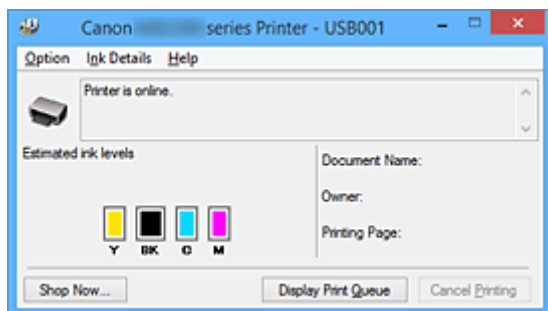 Canon series Printer - USB001
Option Ink Details Help
Printer is online.
Estimated ink levels
Document Name:
Owner:
Printing Page:
Y BK C M
Shop Now... Display Print Queue Cancel Printing